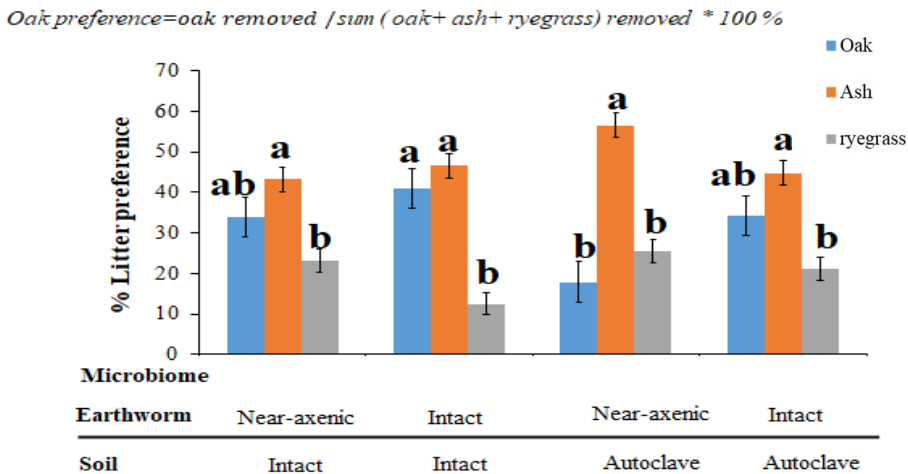 Oak preference=oak removed /sum ( oak+ ash+ ryegrass) removed * 100 %
Oak
Ash
ryegrass
% Litter preference
70
60
50
40
30
20
10
0
ab a b
a a b
a b
ab a b
Microbiome
Earthworm Near-axenic Intact Near-axenic Intact
Soil Intact Intact Autoclave Autoclave